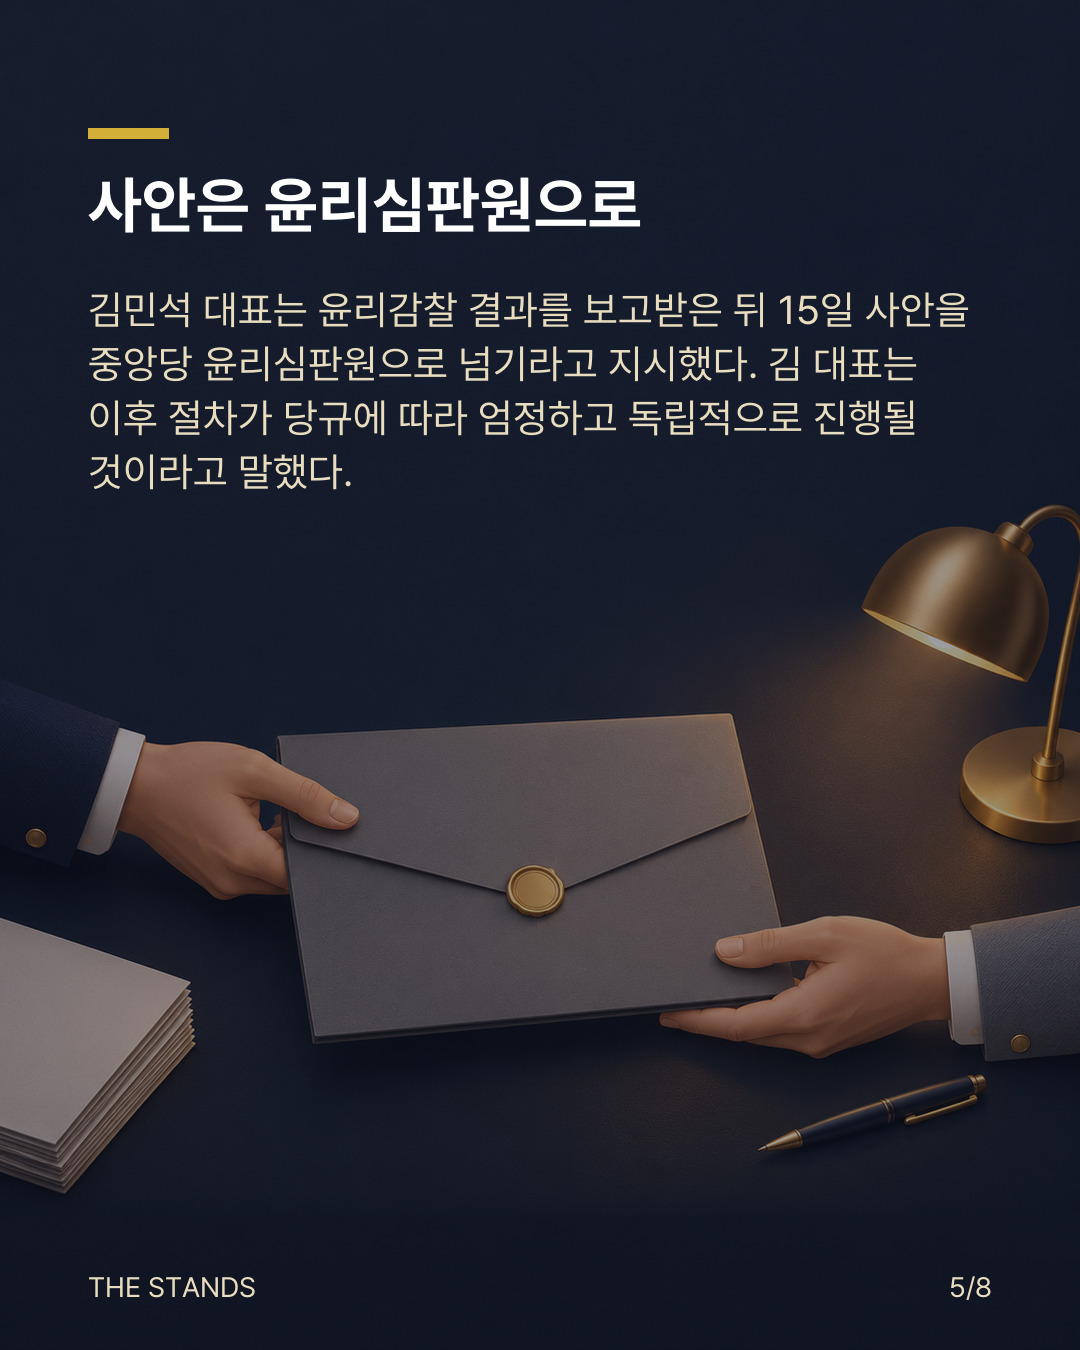 사안은 윤리심판원으로
김민석 대표는 윤리감찰 결과를 보고받은 뒤 15일 사안을
중앙당 윤리심판원으로 넘기라고 지시했다. 김 대표는
이후 절차가 당규에 따라 엄정하고 독립적으로 진행될
것이라고 말했다.
THE STANDS
5/8